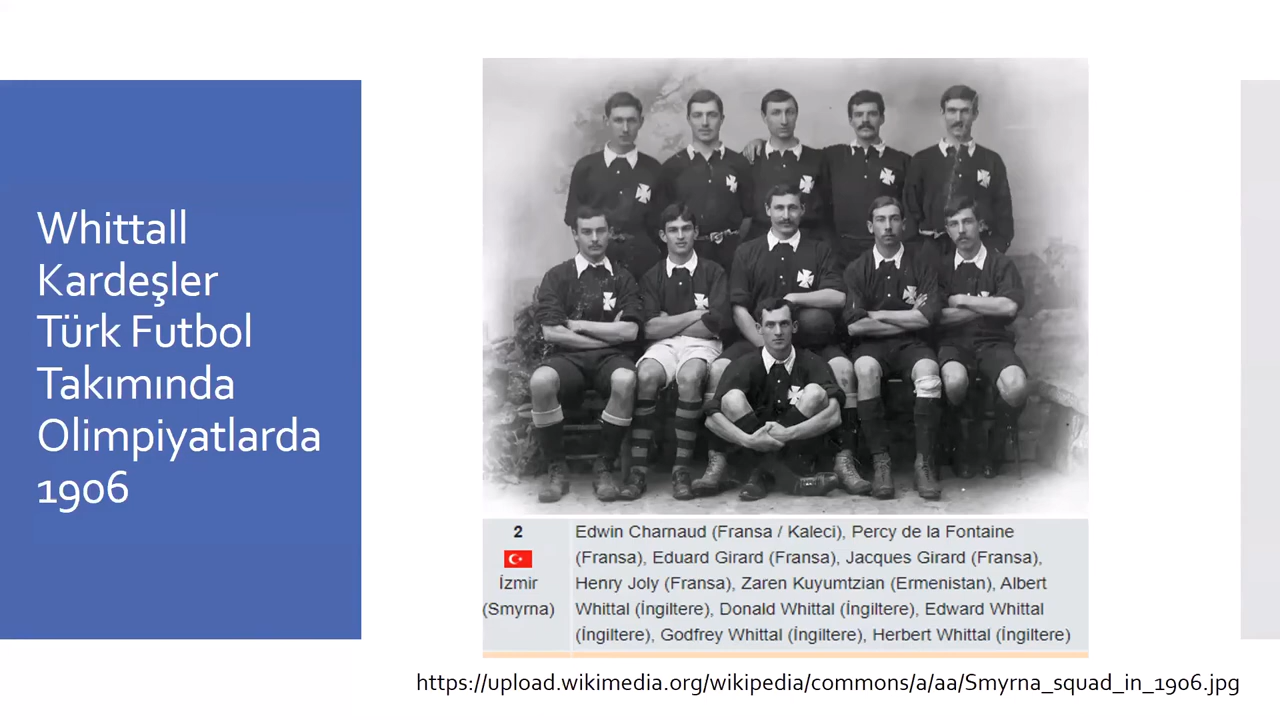 Whittall
Kardeşler
Türk Futbol
Takımında
Olimpiyatlarda
1906
2
İzmir
(Smyrna)
Edwin Charnaud (Fransa / Kaleci), Percy de la Fontaine
(Fransa), Eduard Girard (Fransa), Jacques Girard (Fransa),
Henry Joly (Fransa), Zaren Kuyumtzian (Ermenistan), Albert
Whittal (İngiltere), Donald Whittal (İngiltere), Edward Whittal
(İngiltere), Godfrey Whittal (İngiltere), Herbert Whittal (İngiltere)
https://upload.wikimedia.org/wikipedia/commons/a/aa/Smyrna_squad_in_1906.jpg